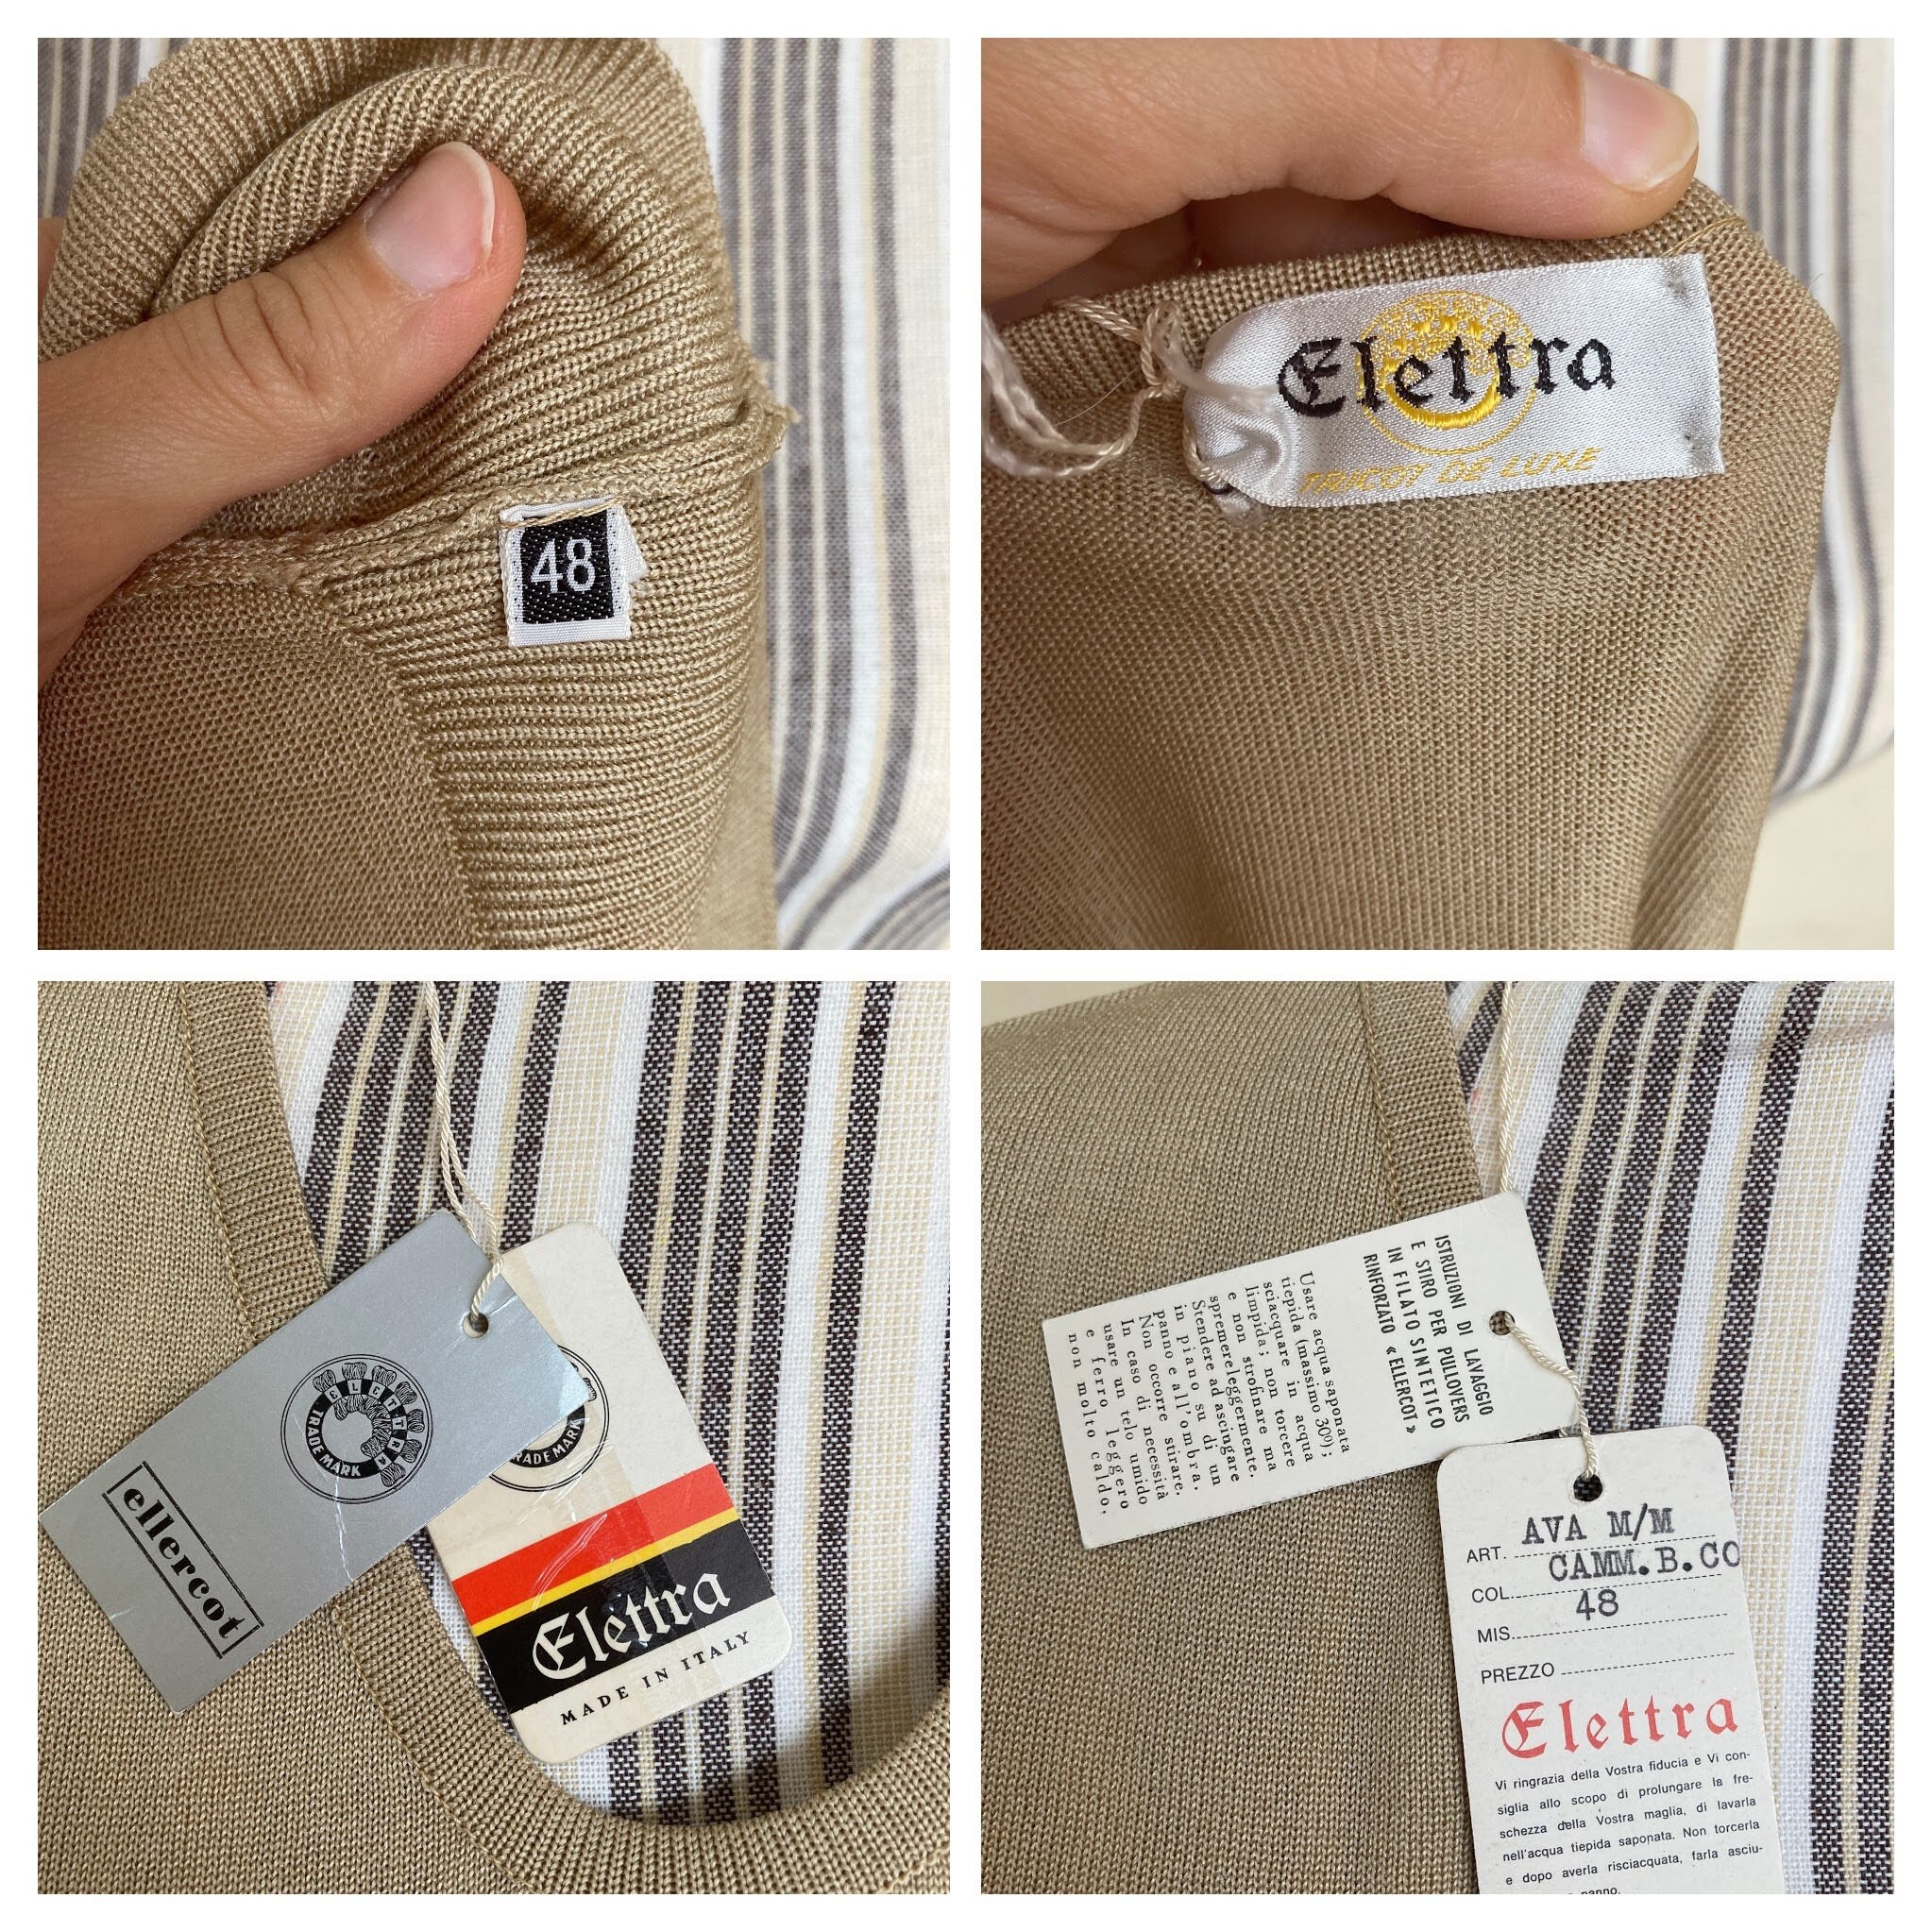 48
Elettra
TRICOT DE LUXE
ELETTRA
TRADE MARK
ellercot
TRADE MARK
Elettra
MADE IN ITALY
ISTRUZIONI DI LAVAGGIO
E STIRO PER PULLOVERS
IN FILATO SINTETICO
RINFORZATO « ELLERCOT »
Usare acqua saponata
tiepida (massimo 30º);
sciacquare in acqua
limpida; non torcere
e non strofinare ma
spremere leggermente.
Stendere ad asciugare
in piano su di un
panno e all'ombra.
Non occorre stirare.
In caso di necessità
usare un telo umido
e ferro leggero
non molto caldo.
ART. AVA M/M
COL. CAMM.B.CO
MIS. 48
PREZZO
Elettra
Vi ringrazia della Vostra fiducia e Vi con-
siglia allo scopo di prolungare la fre-
schezza della Vostra maglia, di lavarla
nell'acqua tiepida saponata. Non torcerla
e dopo averla risciacquata, farla asciu-
panno.